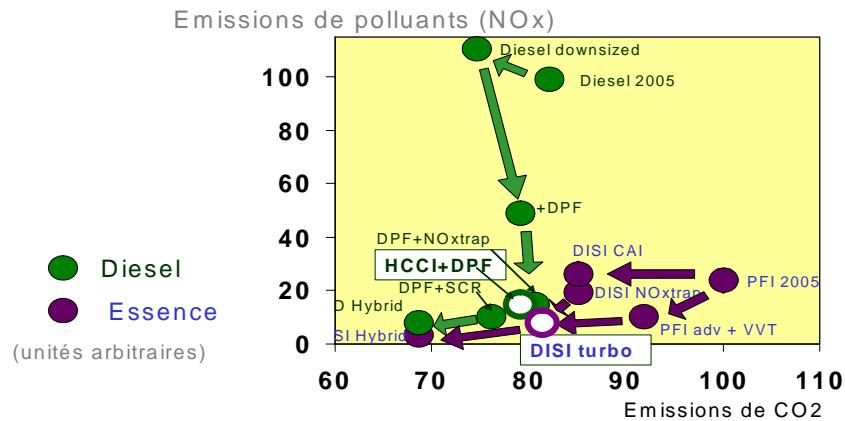 Emissions de polluants (NOx)
Diesel downsized
Diesel 2005
100
80
60
+DPF
40
DPF+NOxtrap
DISI CAI
HCCI+DPF
PFI 2005
Diesel
DPF+SCR
DISI NOxtrap
20
D Hybrid
Essence
PFI adv + VVT
SI Hybrid
(unités arbitraires)
0
DISI turbo
60 70 80 90 100 110
Emissions de CO2